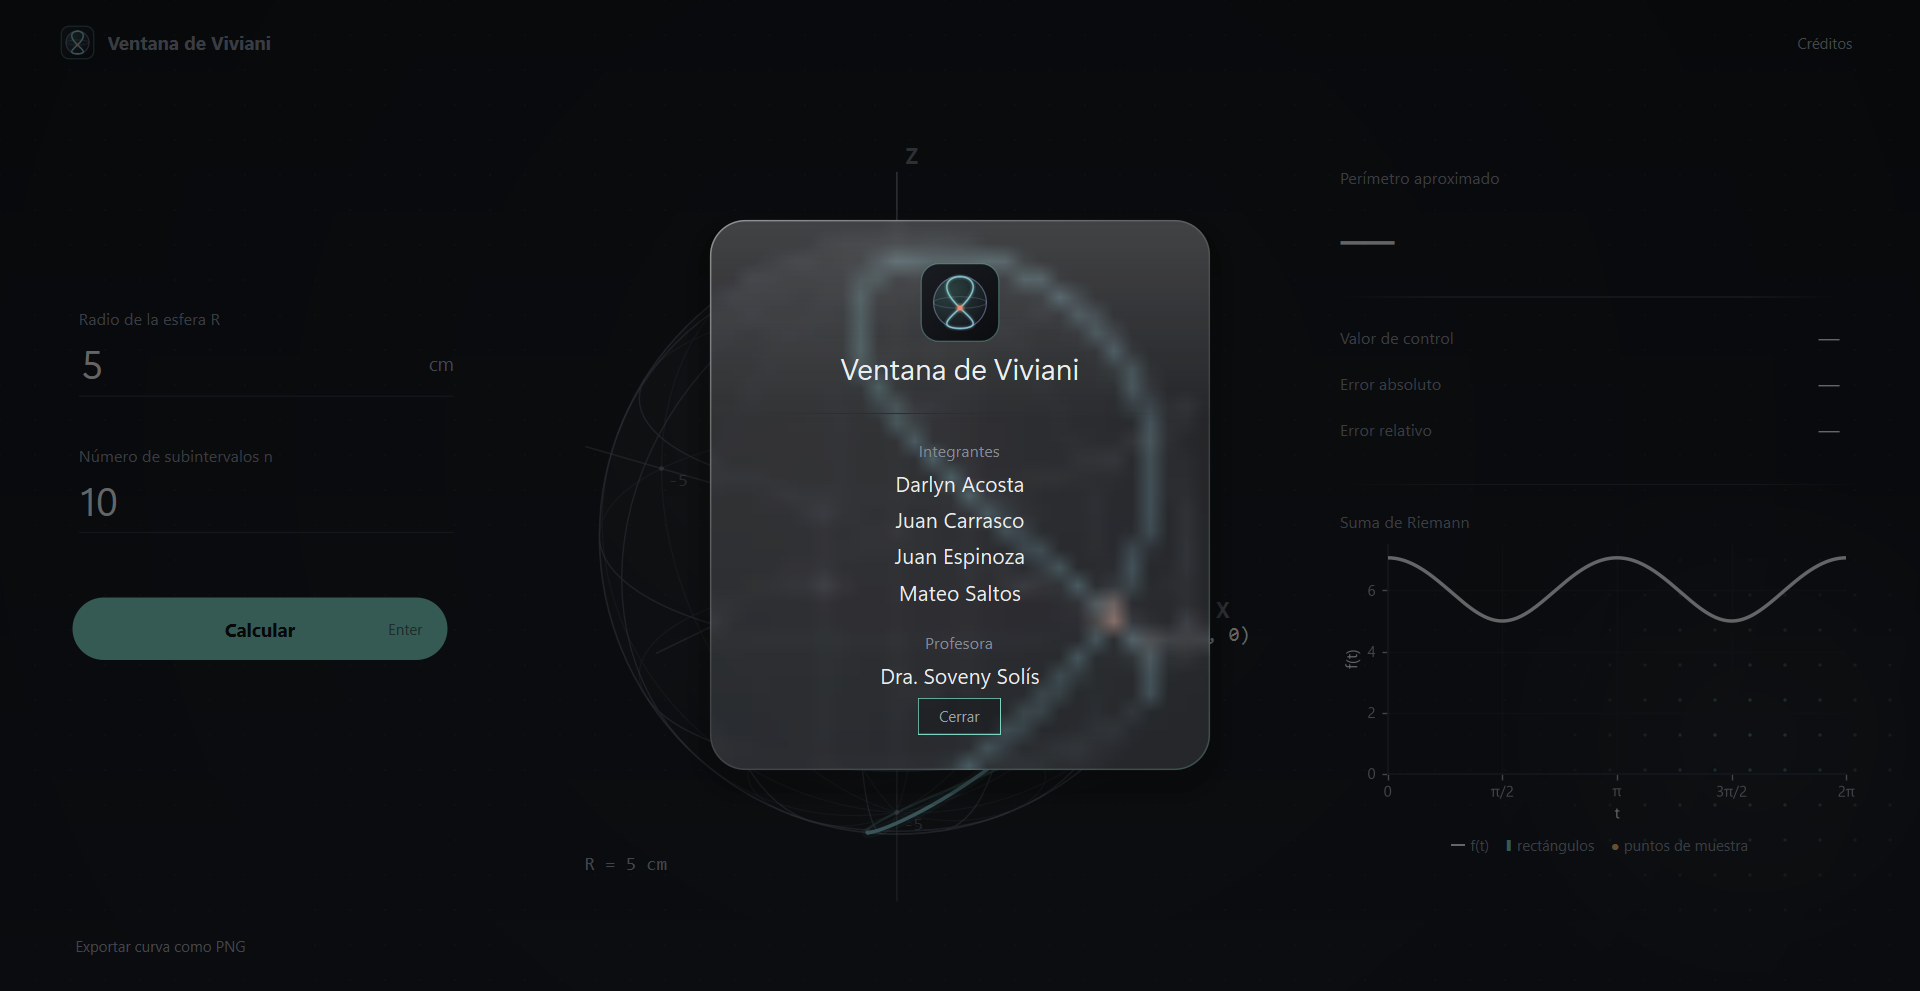 Ventana de Viviani
Créditos
Radio de la esfera R
5
cm
Número de subintervalos n
10
Calcular
Enter
Exportar curva como PNG
Z
-5
X
, 0)
-5
R = 5 cm
Ventana de Viviani
Integrantes
Darlyn Acosta
Juan Carrasco
Juan Espinoza
Mateo Saltos
Profesora
Dra. Soveny Solís
Cerrar
Perímetro aproximado
—
Valor de control —
Error absoluto —
Error relativo —
Suma de Riemann
f(t)
6
4
2
0
0 π/2 π 3π/2 2π
t
f(t) rectángulos puntos de muestra